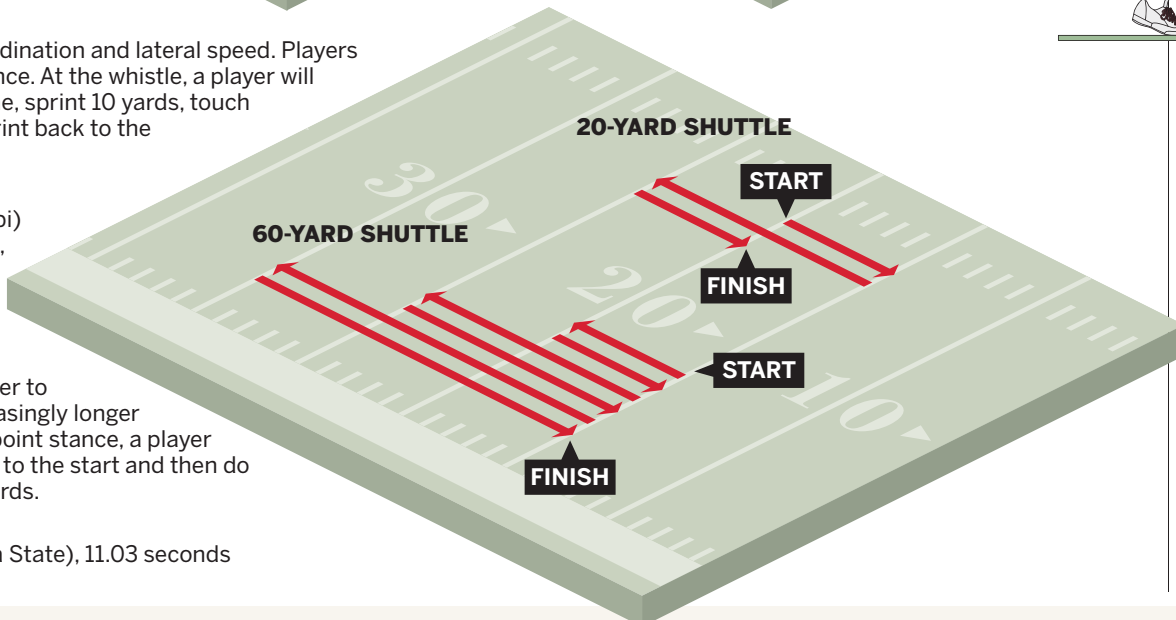 dination and lateral speed. Players
nce. At the whistle, a player will
e, sprint 10 yards, touch
rint back to the
pi)
,
er to
asingly longer
point stance, a player
to the start and then do
rds.
a State), 11.03 seconds
20-YARD SHUTTLE
START
FINISH
60-YARD SHUTTLE
START
FINISH
30
20
10